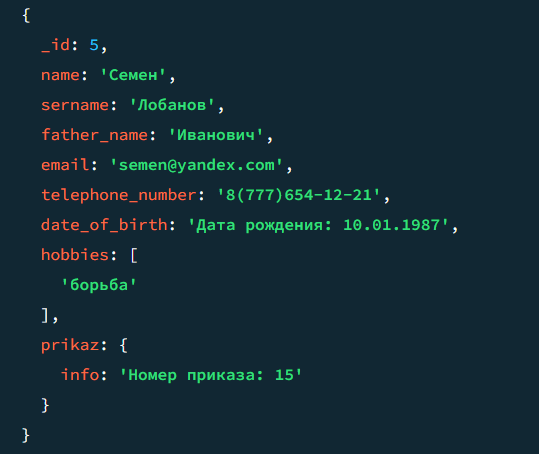 {
_id: 5,
name: 'Семен',
sername: 'Лобанов',
father_name: 'Иванович',
email: 'semen@yandex.com',
telephone_number: '8(777)654-12-21',
date_of_birth: 'Дата рождения: 10.01.1987',
hobbies: [
'борьба'
],
prikaz: {
info: 'Номер приказа: 15'
}
}